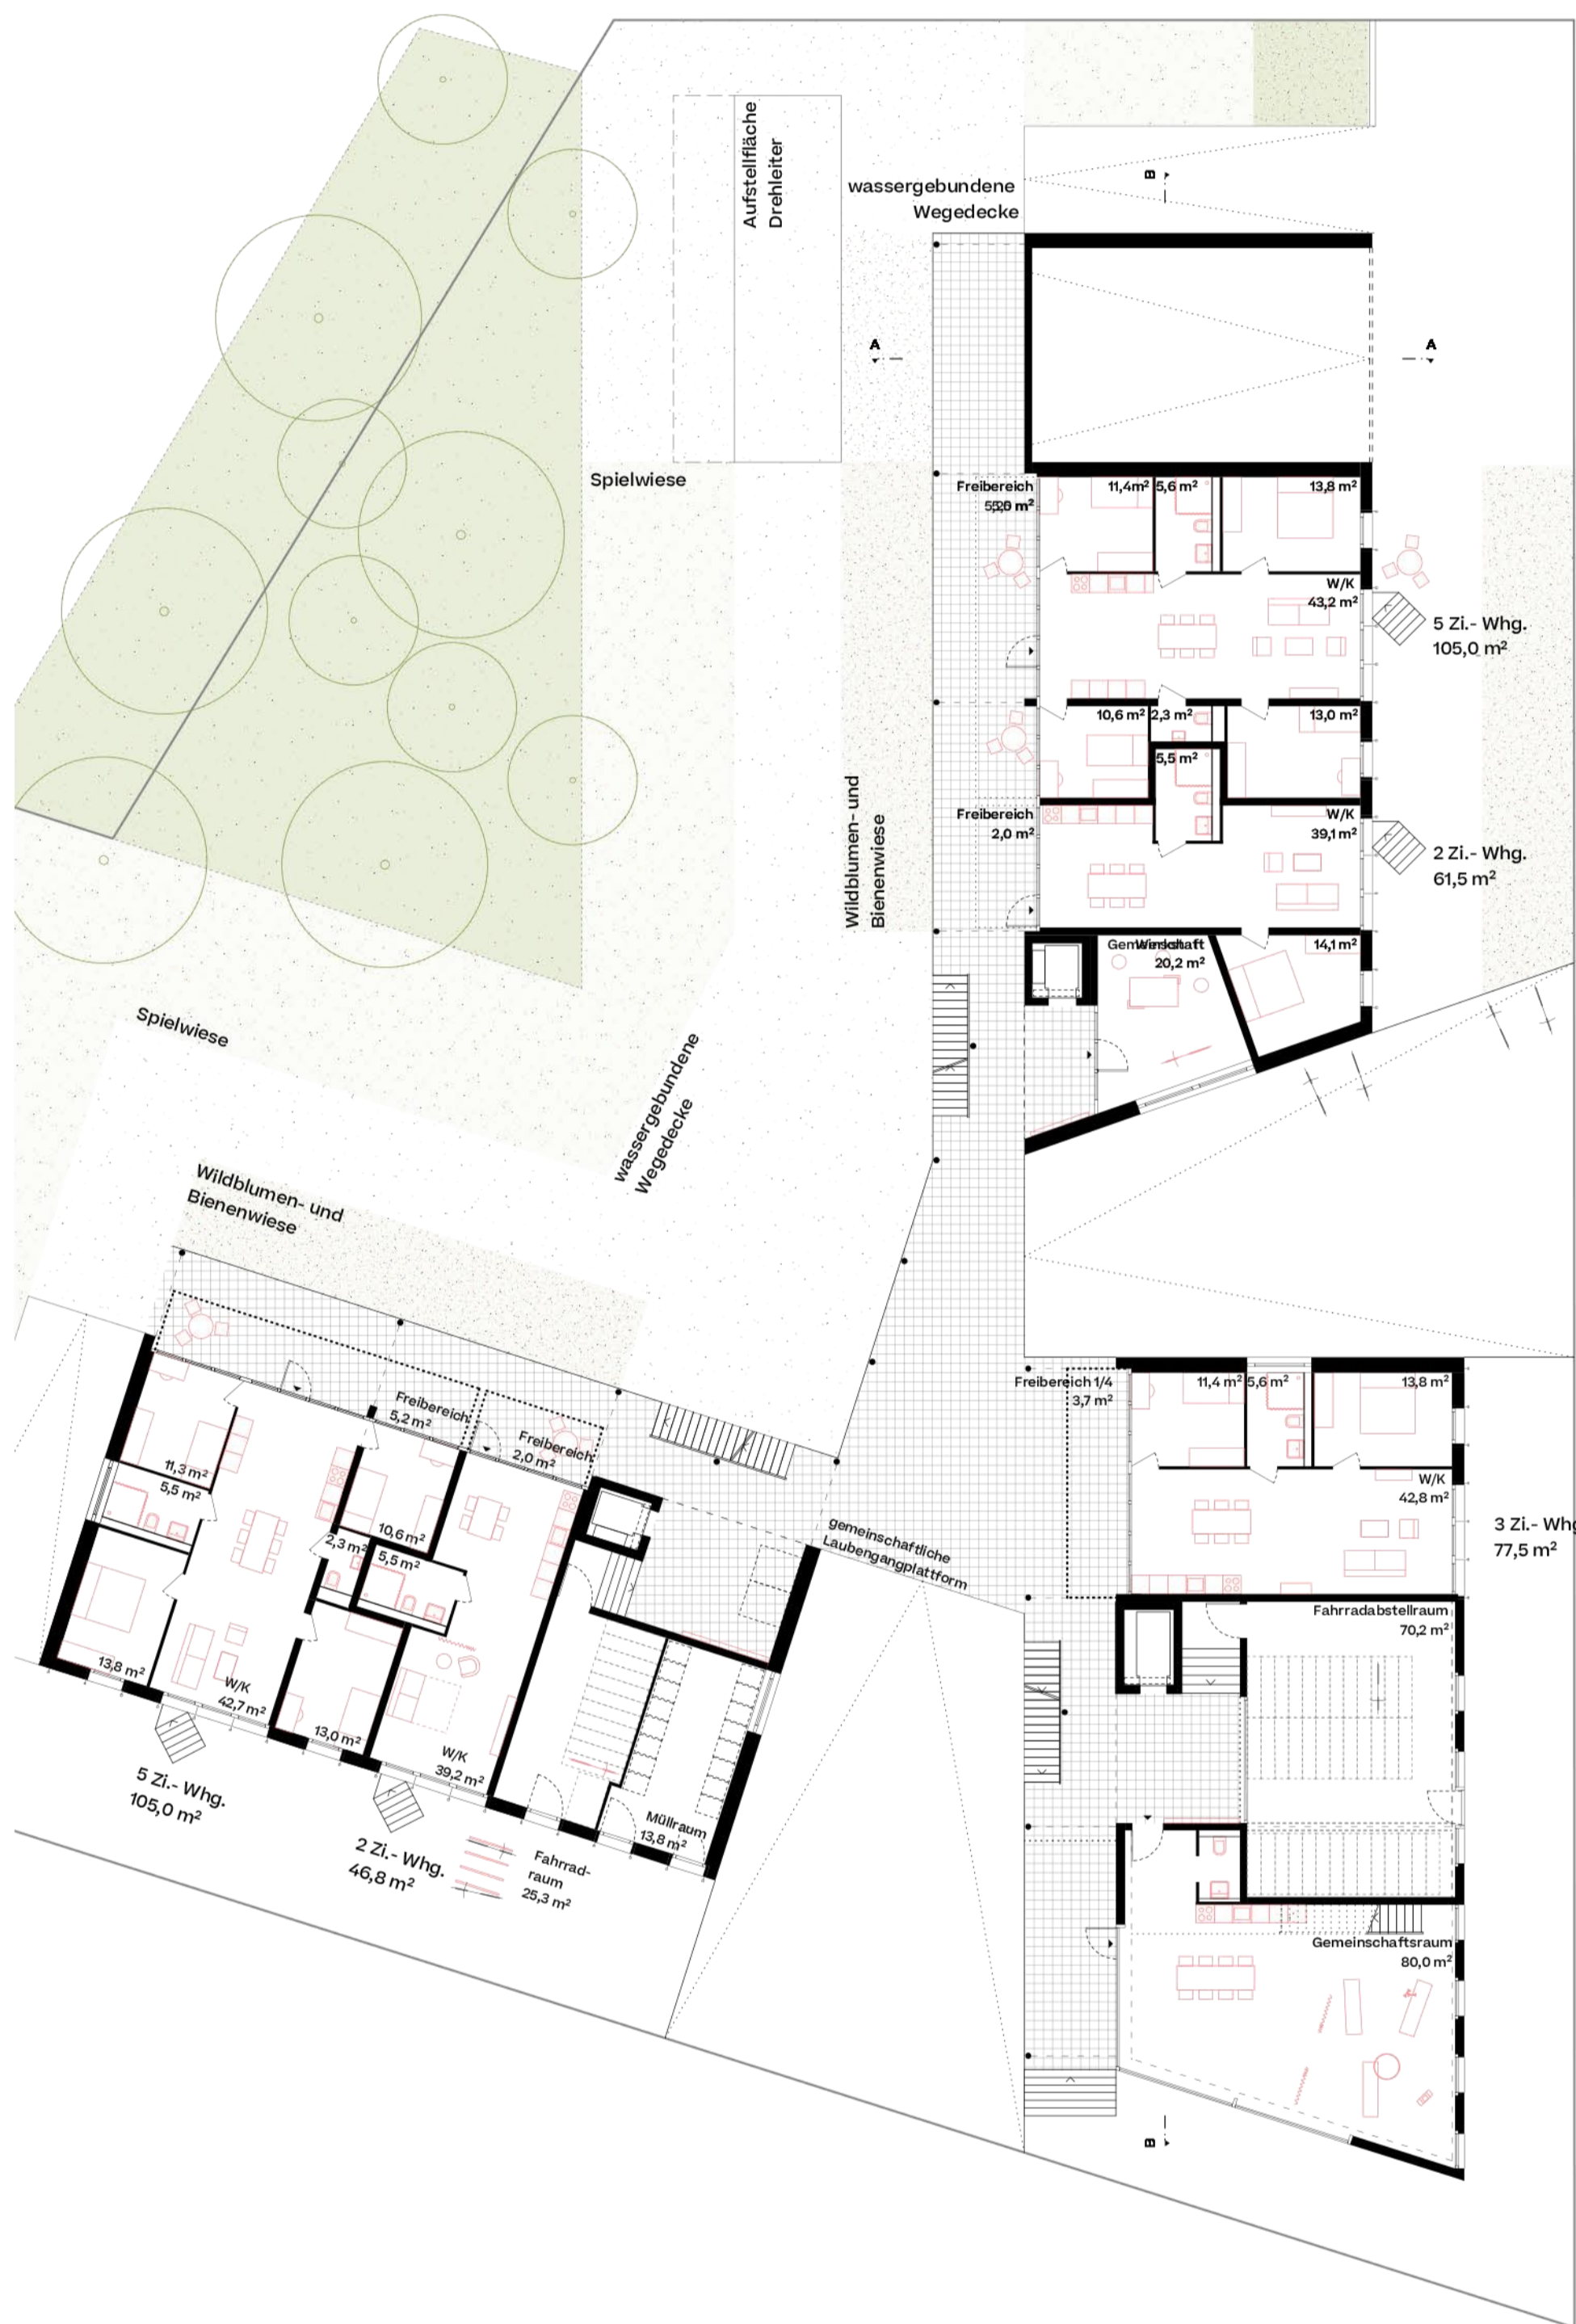 Aufstellfläche
Drehleiter
wassergebundene
Wegedecke
B
A
A
Spielwiese
Freibereich
11,4m²
5,6 m²
13,8 m²
W/K
43,2 m²
5 Zi.- Whg.
105,0 m²
10,6 m²
2,3 m²
13,0 m²
5,5 m²
Freibereich
2,0 m²
W/K
39,1 m²
2 Zi.- Whg.
61,5 m²
Wildblumen- und
Bienenwiese
20,2 m²
14,1 m²
Spielwiese
wassergebundene
Wegedecke
Wildblumen- und
Bienenwiese
Freibereich
5,2 m²
Freibereich
2,0 m²
11,3 m²
5,5 m²
10,6 m²
2,3 m²
5,5 m²
13,8 m²
W/K
42,7 m²
13,0 m²
W/K
39,2 m²
5 Zi.- Whg.
105,0 m²
2 Zi.- Whg.
46,8 m²
Fahrrad-
raum
25,3 m²
Müllraum
13,8 m²
gemeinschaftliche
Laubengangplattform
Freibereich 1/4
3,7 m²
11,4 m²
5,6 m²
13,8 m²
W/K
42,8 m²
3 Zi.- Whg
77,5 m²
Fahrradabstellraum
70,2 m²
Gemeinschaftsraum
80,0 m²
B